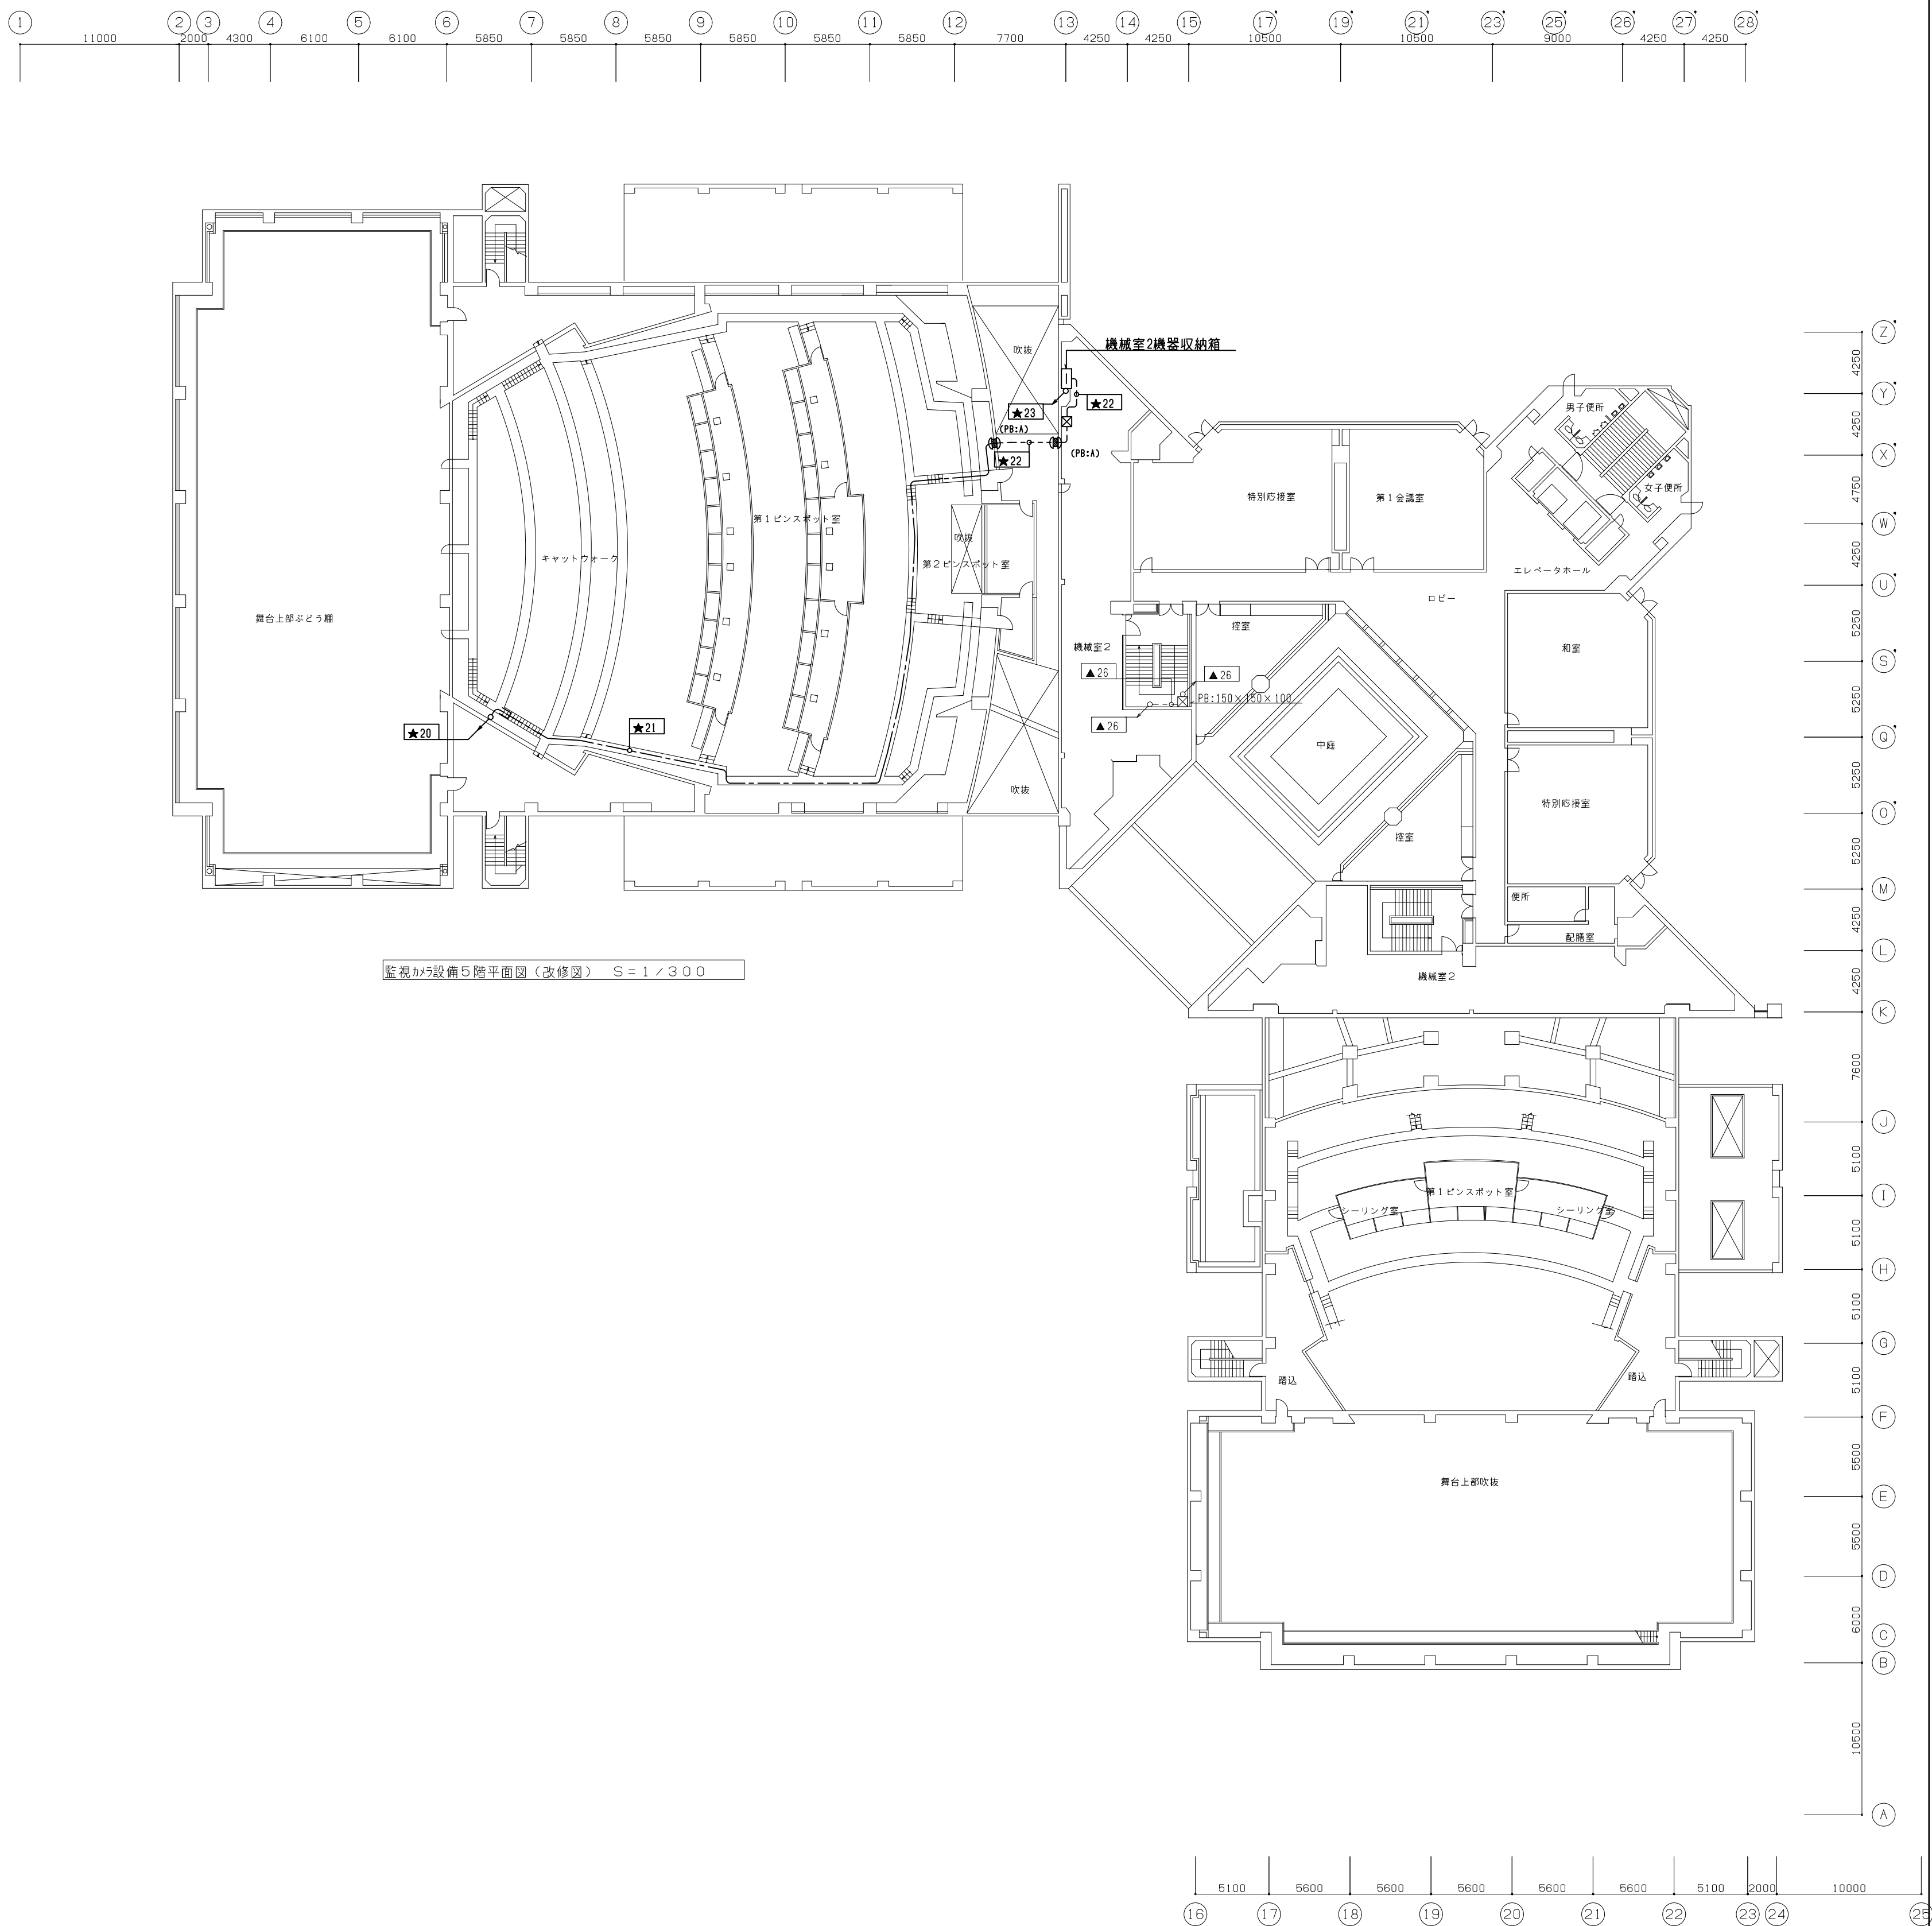 1 2 3 4 5 6 7 8 9 10 11 12 13 14 15 17' 19' 21' 23' 25' 26' 27' 28'
11000 2000 4300 6100 6100 5850 5850 5850 5850 5850 5850 7700 4250 4250 10500 10500 9000 4250 4250
Z'
4250
機械室2機器収納箱
吹抜
Y'
★22
★23
男子便所
4250
(PB:A)
(PB:A)
X'
★22
4750
女子便所
特別応接室
第1会議室
第1ピンスポット室
W'
吹抜
キャットウォーク
第2ピンスポット室
4250
エレベータホール
U'
ロビー
舞台上部ぶどう棚
控室
5250
機械室2
和室
S'
▲26
▲26
PB:150×150×100
5250
▲26
★21
★20
Q'
中庭
5250
吹抜
特別応接室
O'
控室
5250
M
便所
4250
配膳室
L
監視カメラ設備5階平面図(改修図) S=1/300
機械室2
4250
K
7600
J
5100
第1ピンスポット室
I
シーリング室
シーリング室
5100
H
5100
G
踏込
踏込
5100
F
5500
舞台上部吹抜
E
5500
D
6000
C
B
10500
A
5100 5600 5600 5600 5600 5600 5100 2000 10000
16 17 18 19 20 21 22 23 24 25